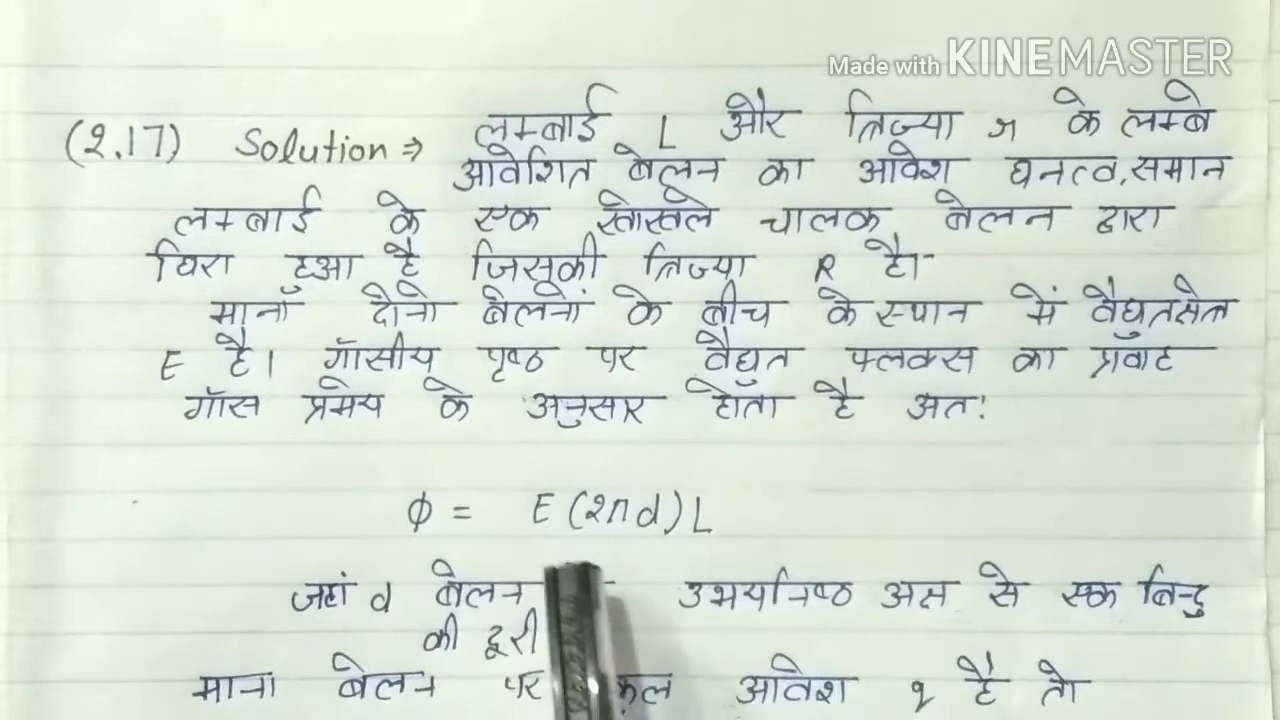 Made with KINEMASTER
(2.17) Solution ⇒ लम्बाई L और त्रिज्या r के लम्बे
आवेशित बेलन का आवेश घनत्व, समान
लम्बाई के एक खोखले चालक बेलन द्वारा
घिरा हुआ है जिसकी त्रिज्या R है।
मानाँ दोनो बेलनों के बीच के स्थान में वैद्युतक्षेत्र
E है। गॉसीय पृष्ठ पर वैद्युत फ्लक्स का प्रवाह
गॉस प्रमेय के अनुसार होता है अत:
ϕ = E(2πd)L
जहां d बेलन उभयनिष्ठ अक्ष से एक बिन्दु
की दूरी
माना बेलन पर कुल आवेश q है तो